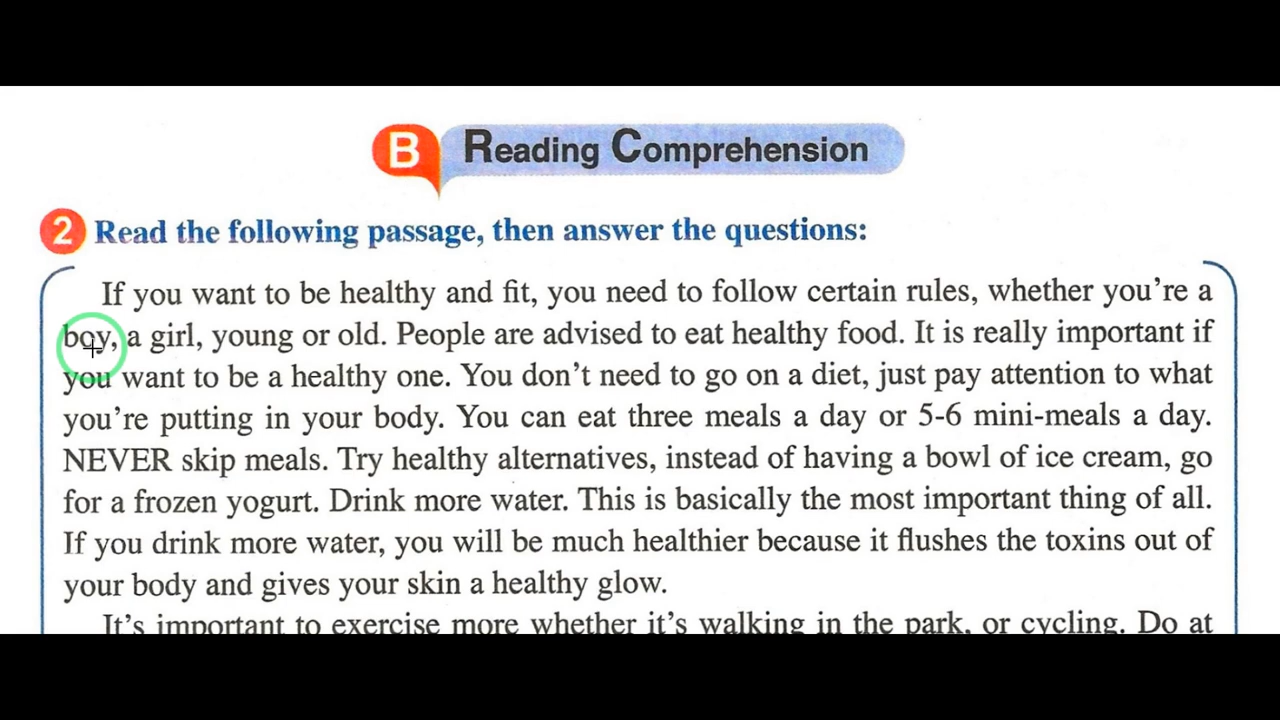 B Reading Comprehension
2 Read the following passage, then answer the questions:
If you want to be healthy and fit, you need to follow certain rules, whether you're a
boy, a girl, young or old. People are advised to eat healthy food. It is really important if
you want to be a healthy one. You don't need to go on a diet, just pay attention to what
you're putting in your body. You can eat three meals a day or 5-6 mini-meals a day.
NEVER skip meals. Try healthy alternatives, instead of having a bowl of ice cream, go
for a frozen yogurt. Drink more water. This is basically the most important thing of all.
If you drink more water, you will be much healthier because it flushes the toxins out of
your body and gives your skin a healthy glow.
It's important to exercise more whether it's walking in the park, or cycling. Do at